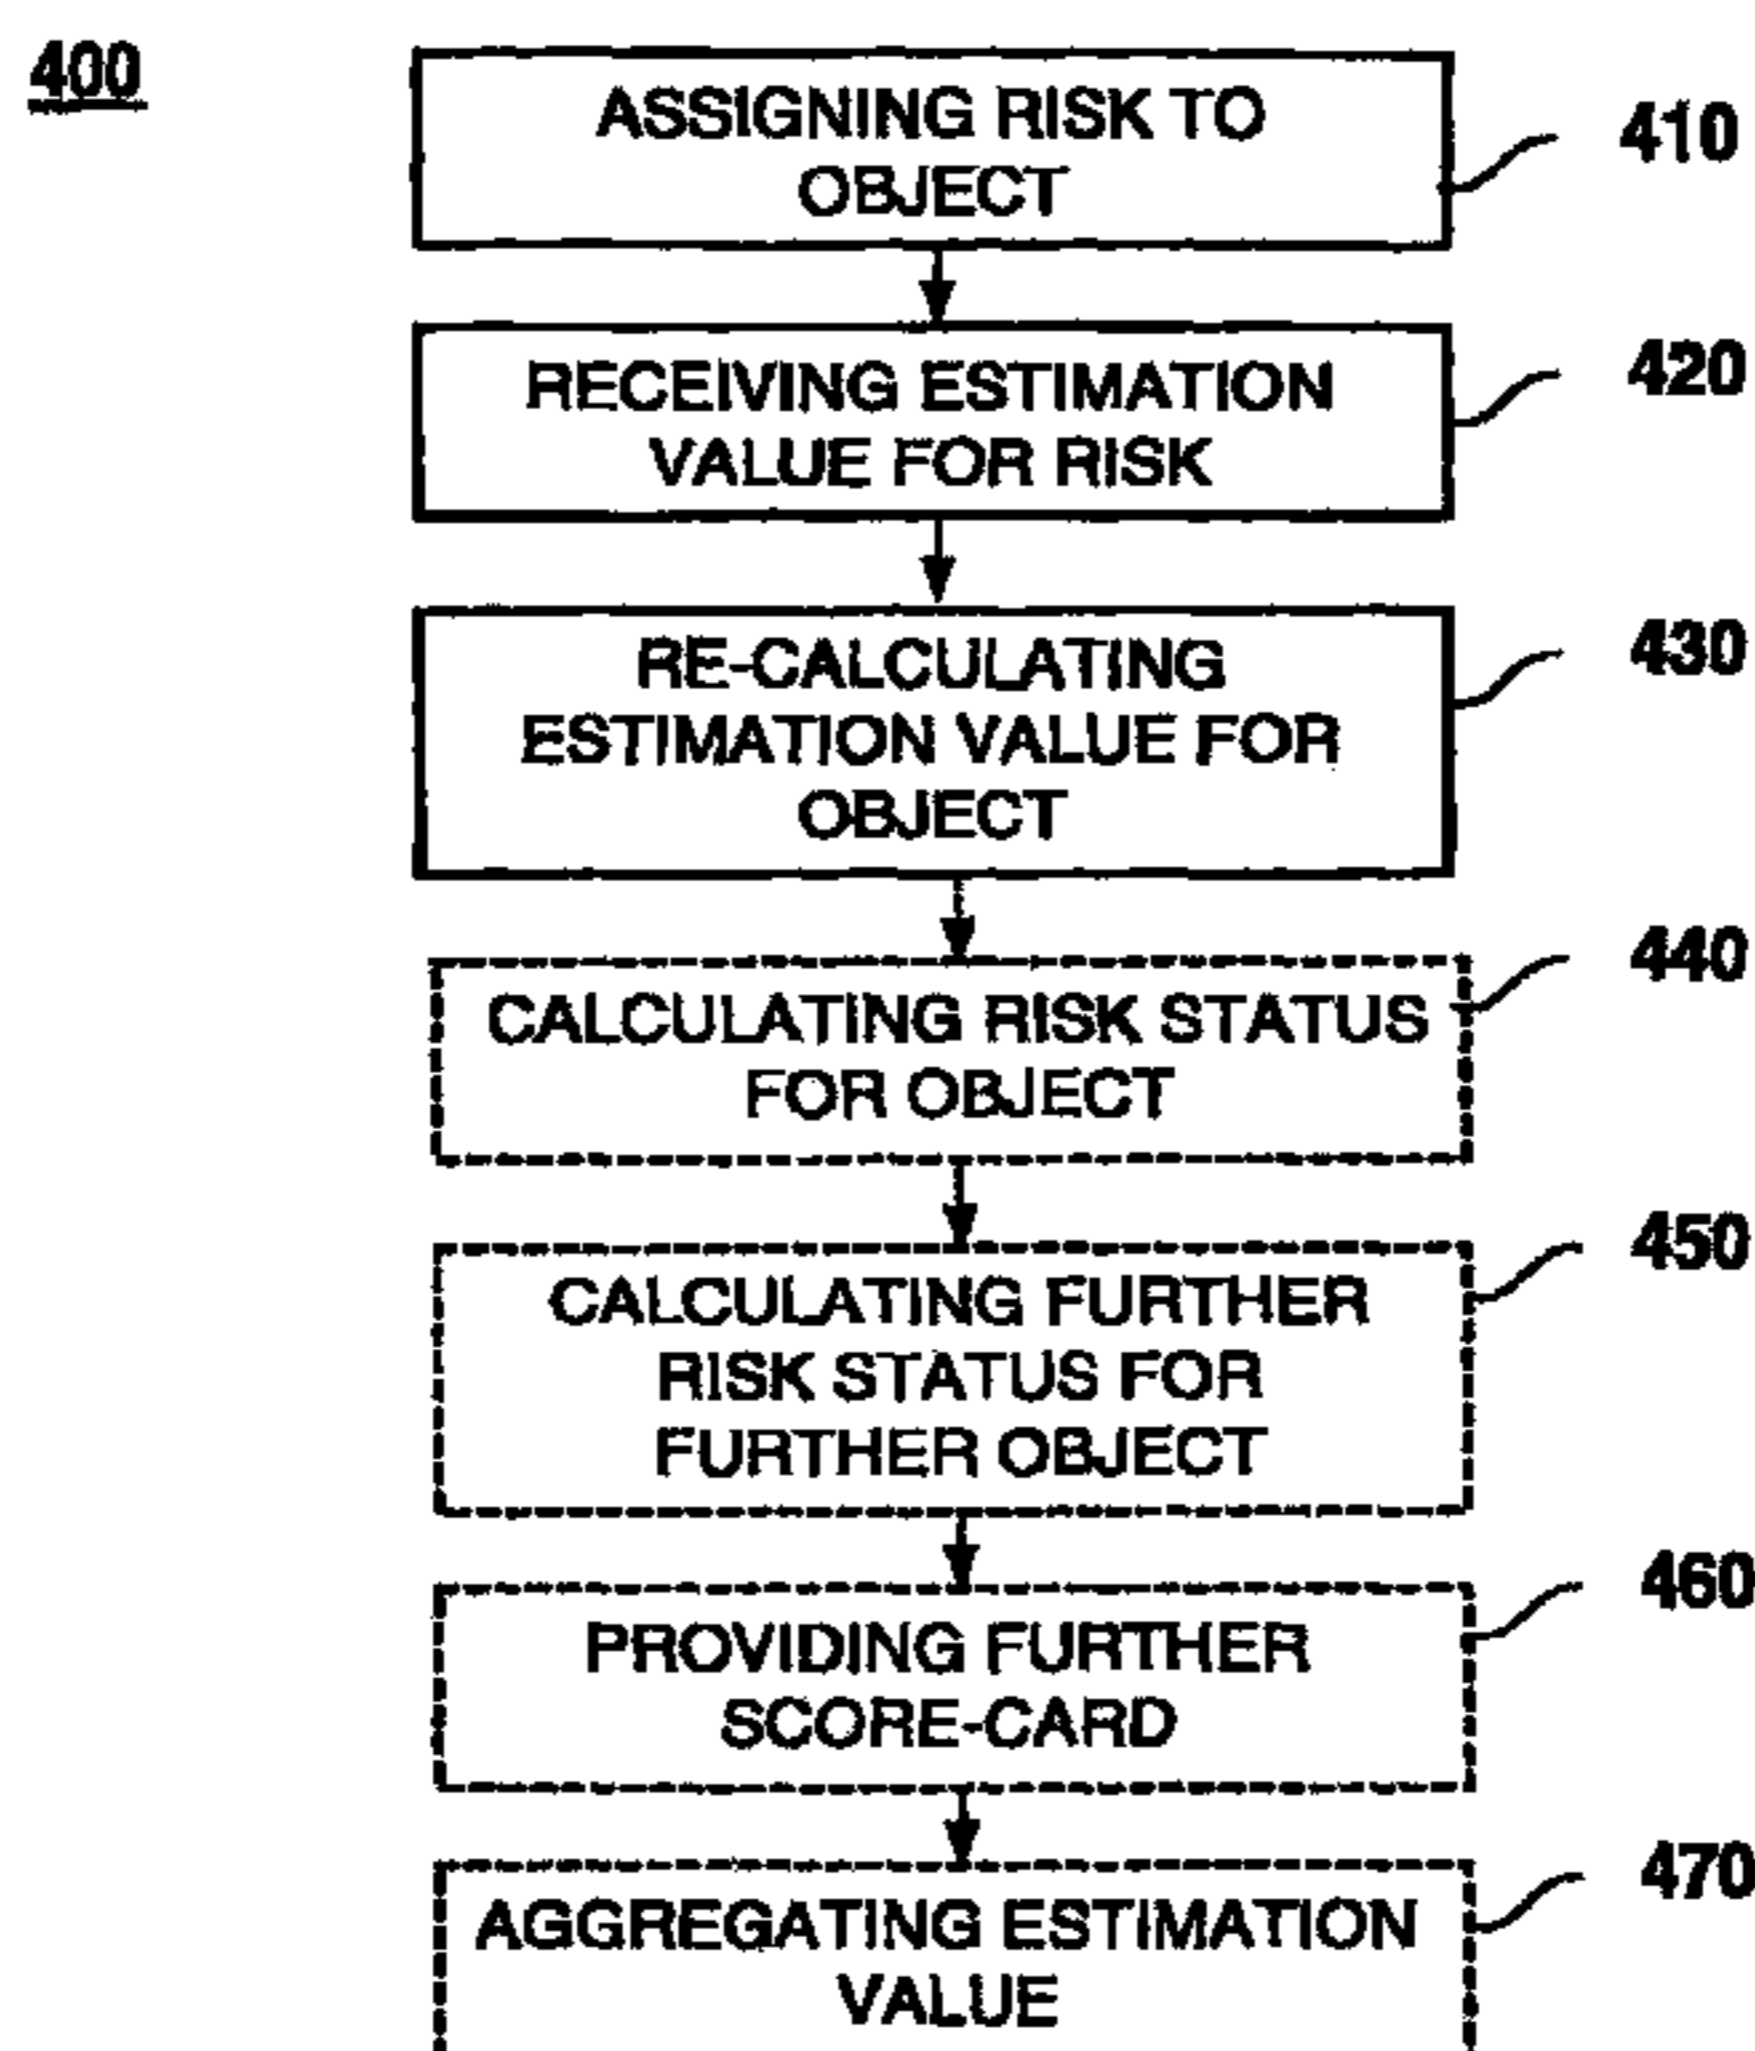 400
ASSIGNING RISK TO
OBJECT
410
RECEIVING ESTIMATION
VALUE FOR RISK
420
RE-CALCULATING
ESTIMATION VALUE FOR
OBJECT
430
CALCULATING RISK STATUS
FOR OBJECT
440
CALCULATING FURTHER
RISK STATUS FOR
FURTHER OBJECT
450
PROVIDING FURTHER
SCORE-CARD
460
AGGREGATING ESTIMATION
VALUE
470